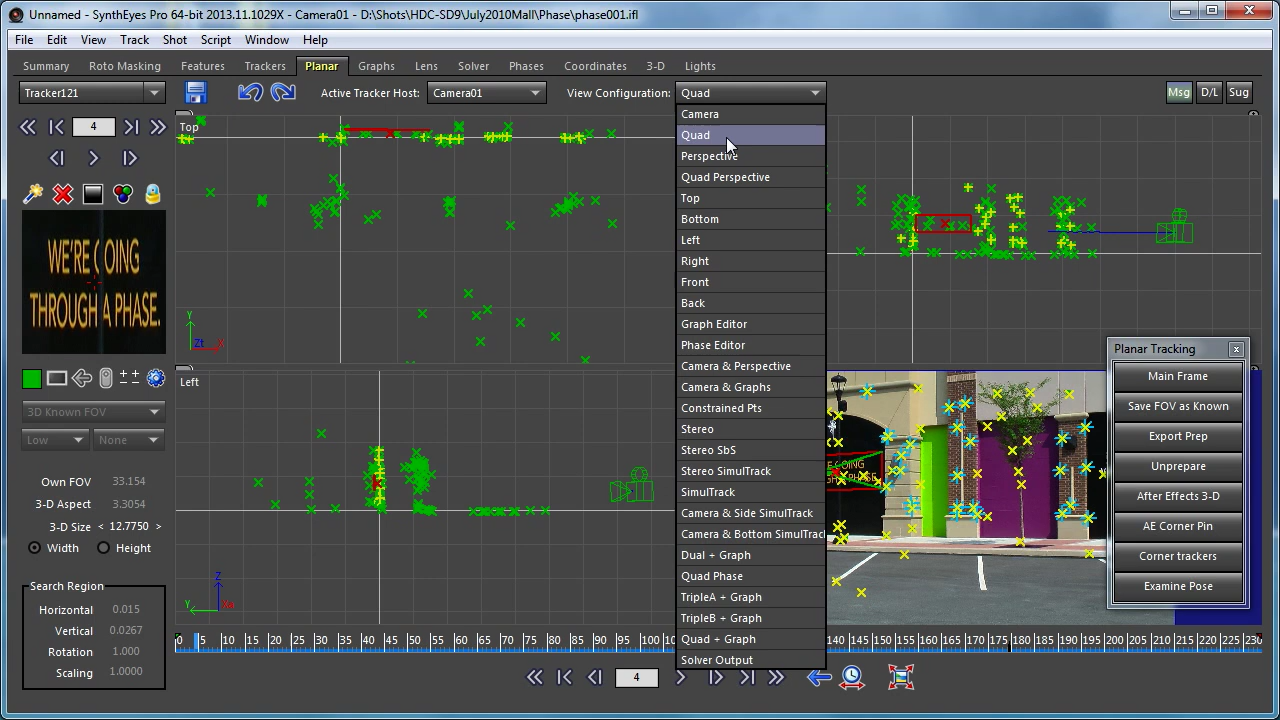 Unnamed - SynthEyes Pro 64-bit 2013.11.1029X - Camera01 - D:\Shots\HDC-SD9\July2010Mall\Phase\phase001.ifl
File Edit View Track Shot Script Window Help
Summary Roto Masking Features Trackers Planar Graphs Lens Solver Phases Coordinates 3-D Lights
Tracker121 Active Tracker Host: Camera01 View Configuration: Quad Msg D/L Sug
4
WE'RE GOING
THROUGH A PHASE.
3D Known FOV
Low None
Own FOV 33.154
3-D Aspect 3.3054
3-D Size < 12.7750 >
Width Height
Search Region
Horizontal 0.015
Vertical 0.0267
Rotation 1.000
Scaling 1.0000
Top
Y
Zt X
Left
Z
Y Xa
Camera
Quad
Perspective
Quad Perspective
Top
Bottom
Left
Right
Front
Back
Graph Editor
Phase Editor
Camera & Perspective
Camera & Graphs
Constrained Pts
Stereo
Stereo SbS
Stereo SimulTrack
SimulTrack
Camera & Side SimulTrack
Camera & Bottom SimulTrac
Dual + Graph
Quad Phase
TripleA + Graph
TripleB + Graph
Quad + Graph
Solver Output
Planar Tracking
Main Frame
Save FOV as Known
Export Prep
Unprepare
After Effects 3-D
AE Corner Pin
Corner trackers
Examine Pose
0 5 10 15 20 25 30 35 40 45 50 55 60 65 70 75 80 85 90 95 100 10 140 145 150 155 160 165 170 175 180 185 190 195 200 205 210 215 220 225 230
4